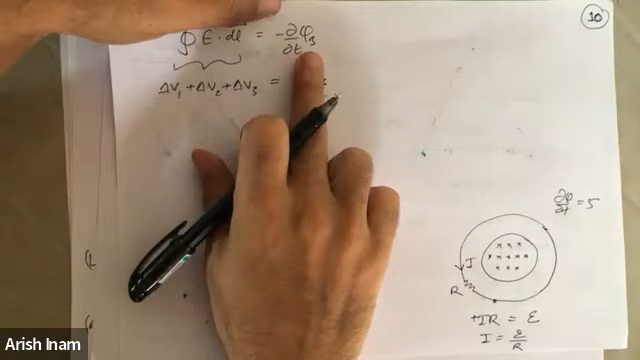 10
∮ E · dl = - ∂φ_B / ∂t
ΔV₁ + ΔV₂ + ΔV₃ =
∂φ/∂t = 5
I
R
+IR = ε
I = ε/R
Arish Inam